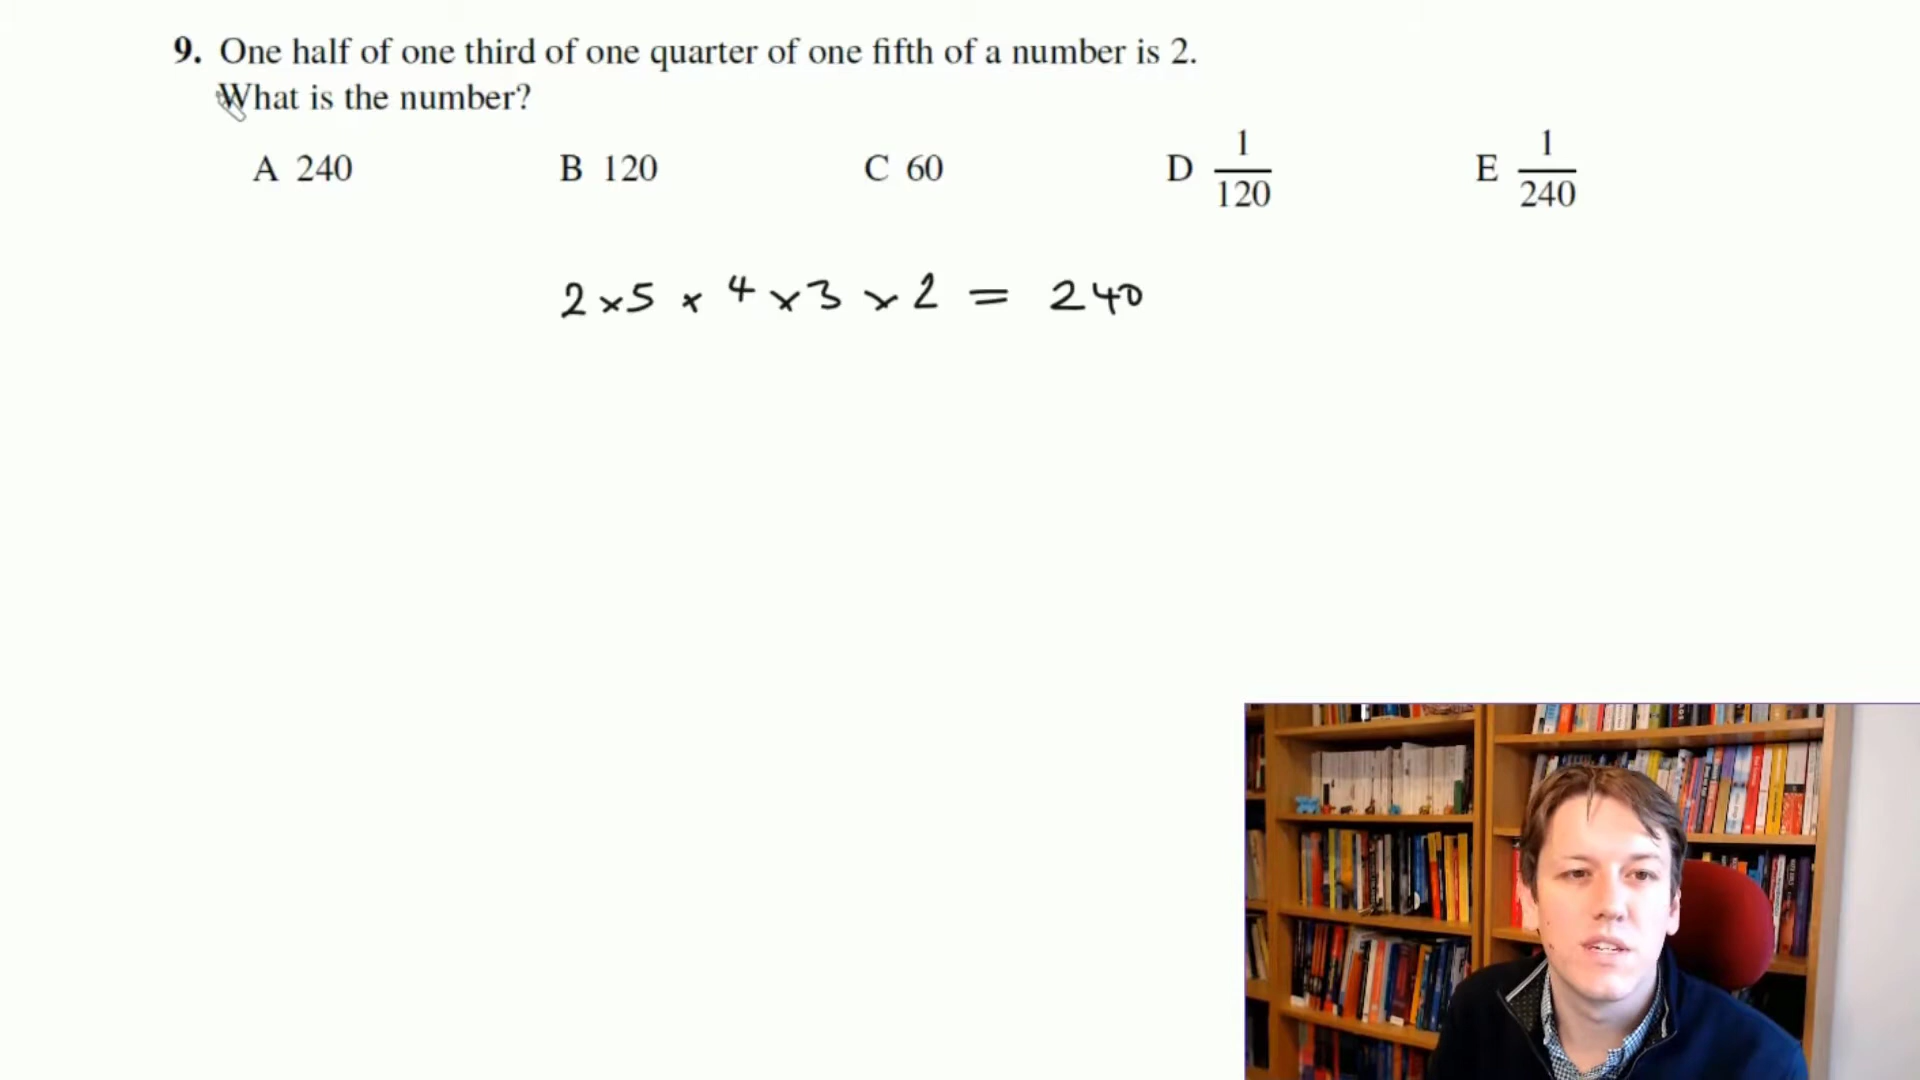 9. One half of one third of one quarter of one fifth of a number is 2.
What is the number?
A 240 B 120 C 60 D 1/120 E 1/240
2 × 5 × 4 × 3 × 2 = 240